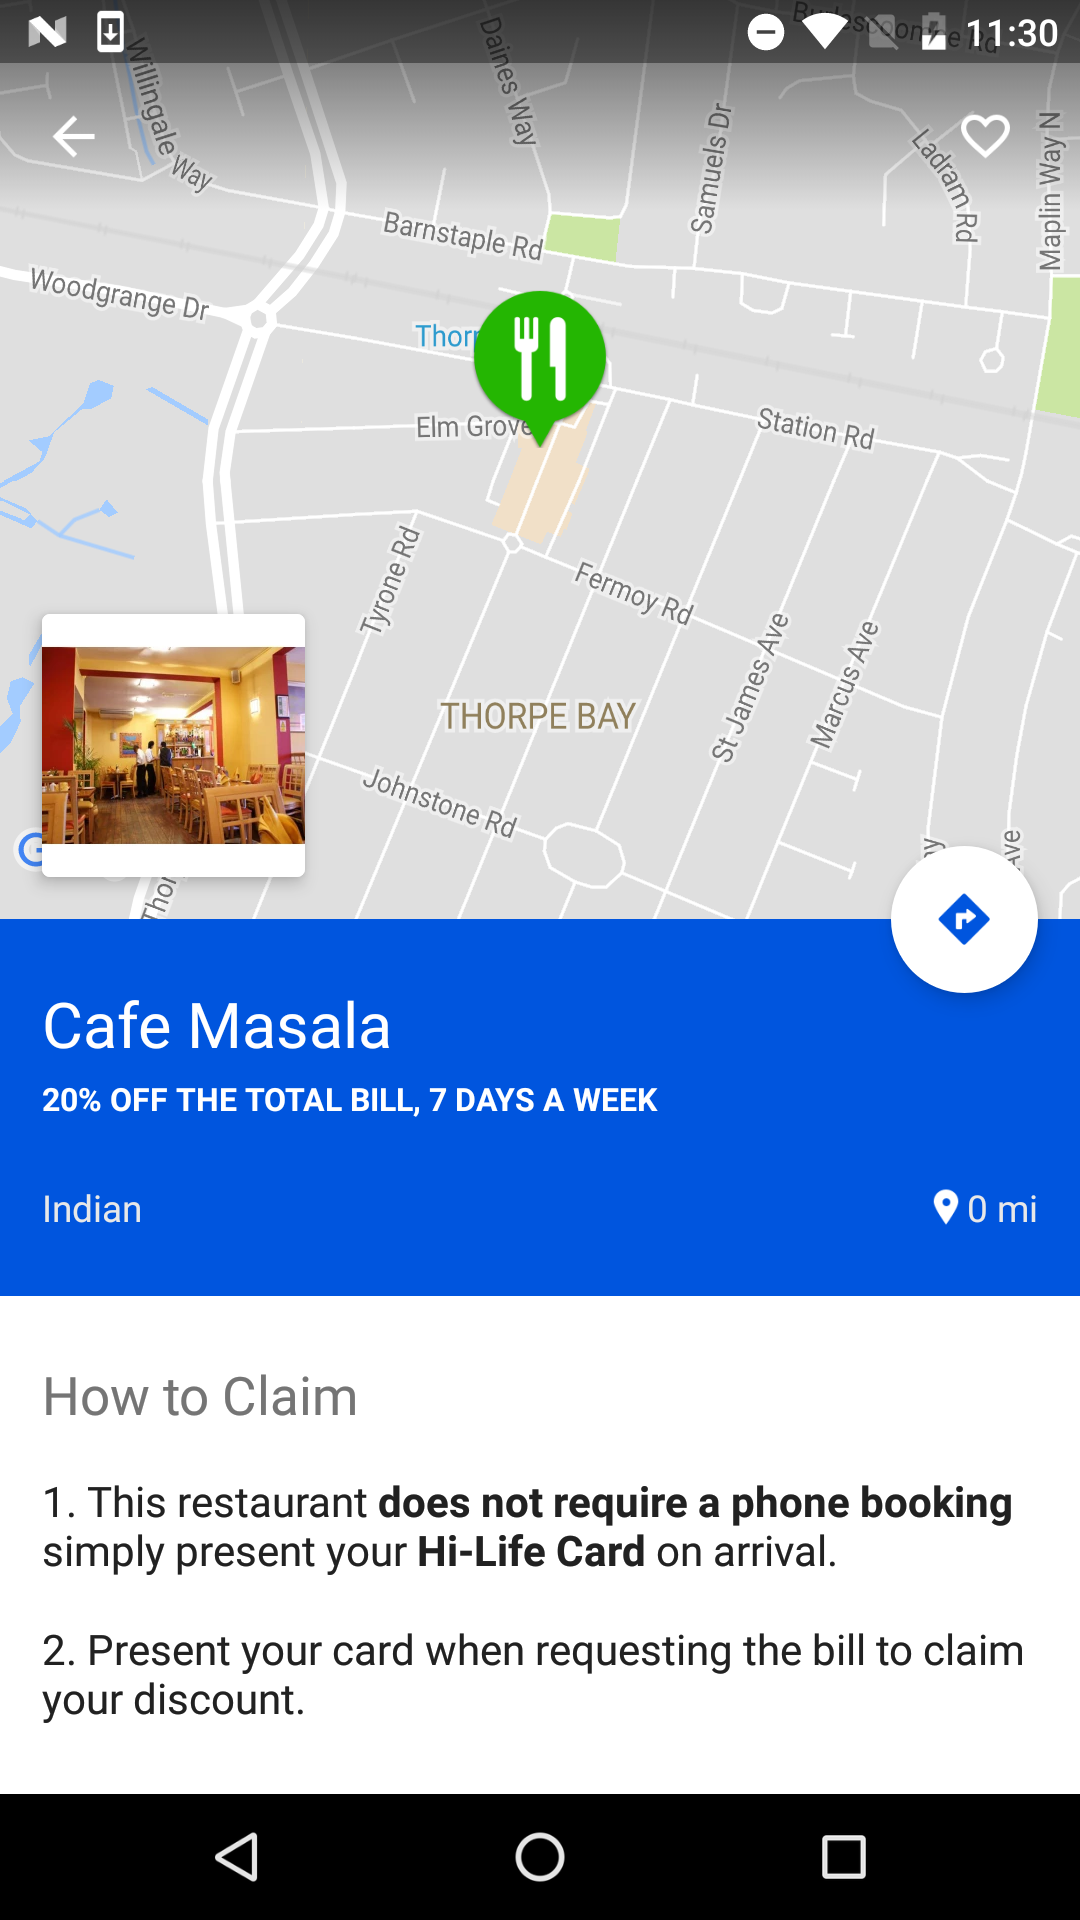 11:30
Willingale Way
Daines Way
Samuels Dr
Ladram Rd
Maplin Way N
Barnstaple Rd
Woodgrange Dr
Elm Grove
Station Rd
Tyrone Rd
Fermoy Rd
St James Ave
Marcus Ave
THORPE BAY
Johnstone Rd
Ave
Cafe Masala
20% OFF THE TOTAL BILL, 7 DAYS A WEEK
Indian
0 mi
How to Claim
1. This restaurant does not require a phone booking
simply present your Hi-Life Card on arrival.
2. Present your card when requesting the bill to claim
your discount.